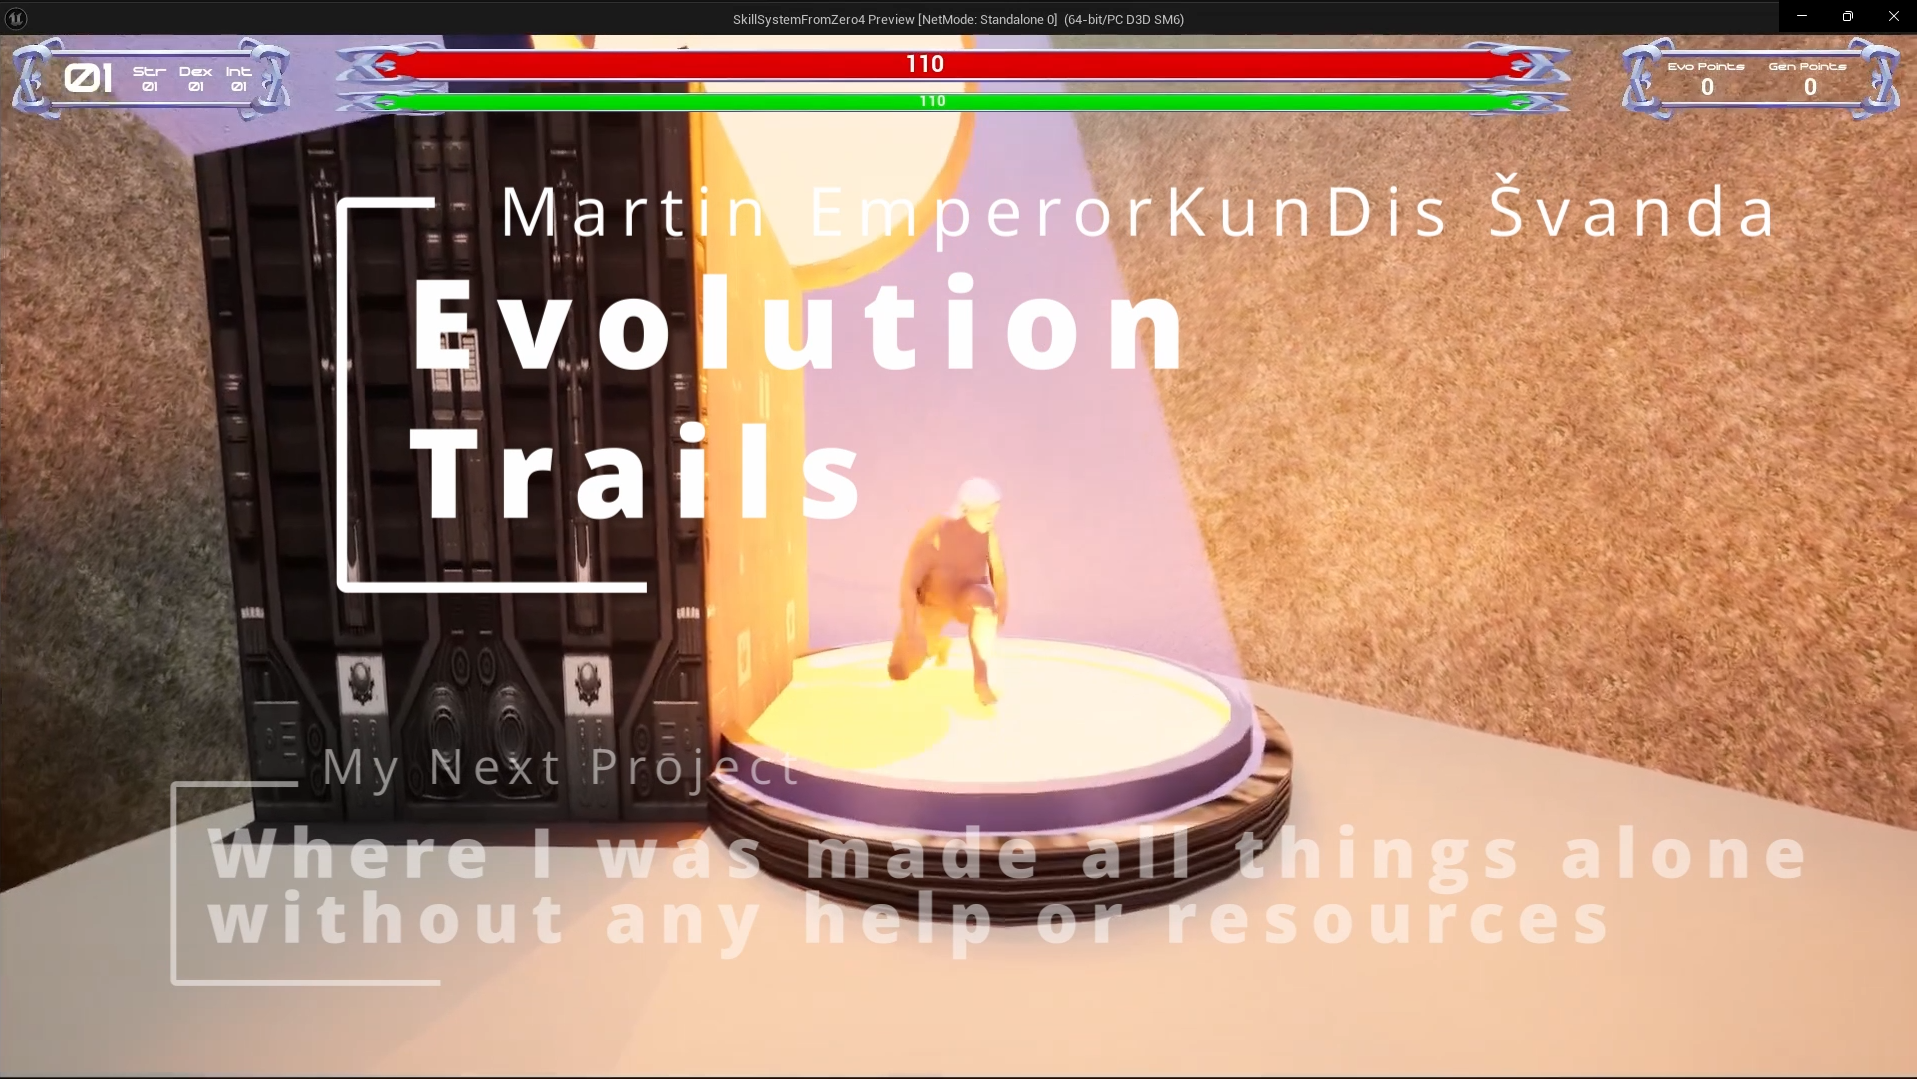 SkillSystemFromZero4 Preview [NetMode: Standalone 0] (64-bit/PC D3D SM6)
01 Str Dex Int
01 01 01
110
110
Evo Points Gen Points
0 0
Martin EmperorKunDis Švanda
Evolution
Trails
My Next Project
Where I was made all things alone
without any help or resources